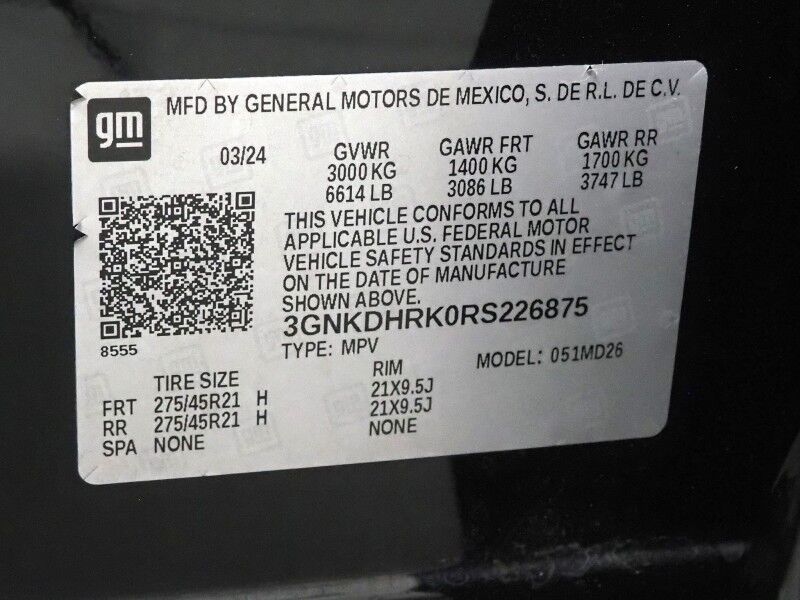 gm
MFD BY GENERAL MOTORS DE MEXICO, S. DE R.L. DE C.V.
03/24 GVWR GAWR FRT GAWR RR
3000 KG 1400 KG 1700 KG
6614 LB 3086 LB 3747 LB
THIS VEHICLE CONFORMS TO ALL
APPLICABLE U.S. FEDERAL MOTOR
VEHICLE SAFETY STANDARDS IN EFFECT
ON THE DATE OF MANUFACTURE
SHOWN ABOVE.
3GNKDHRK0RS226875
8555
TYPE: MPV MODEL: 051MD26
TIRE SIZE RIM
FRT 275/45R21 H 21X9.5J
RR 275/45R21 H 21X9.5J
SPA NONE NONE